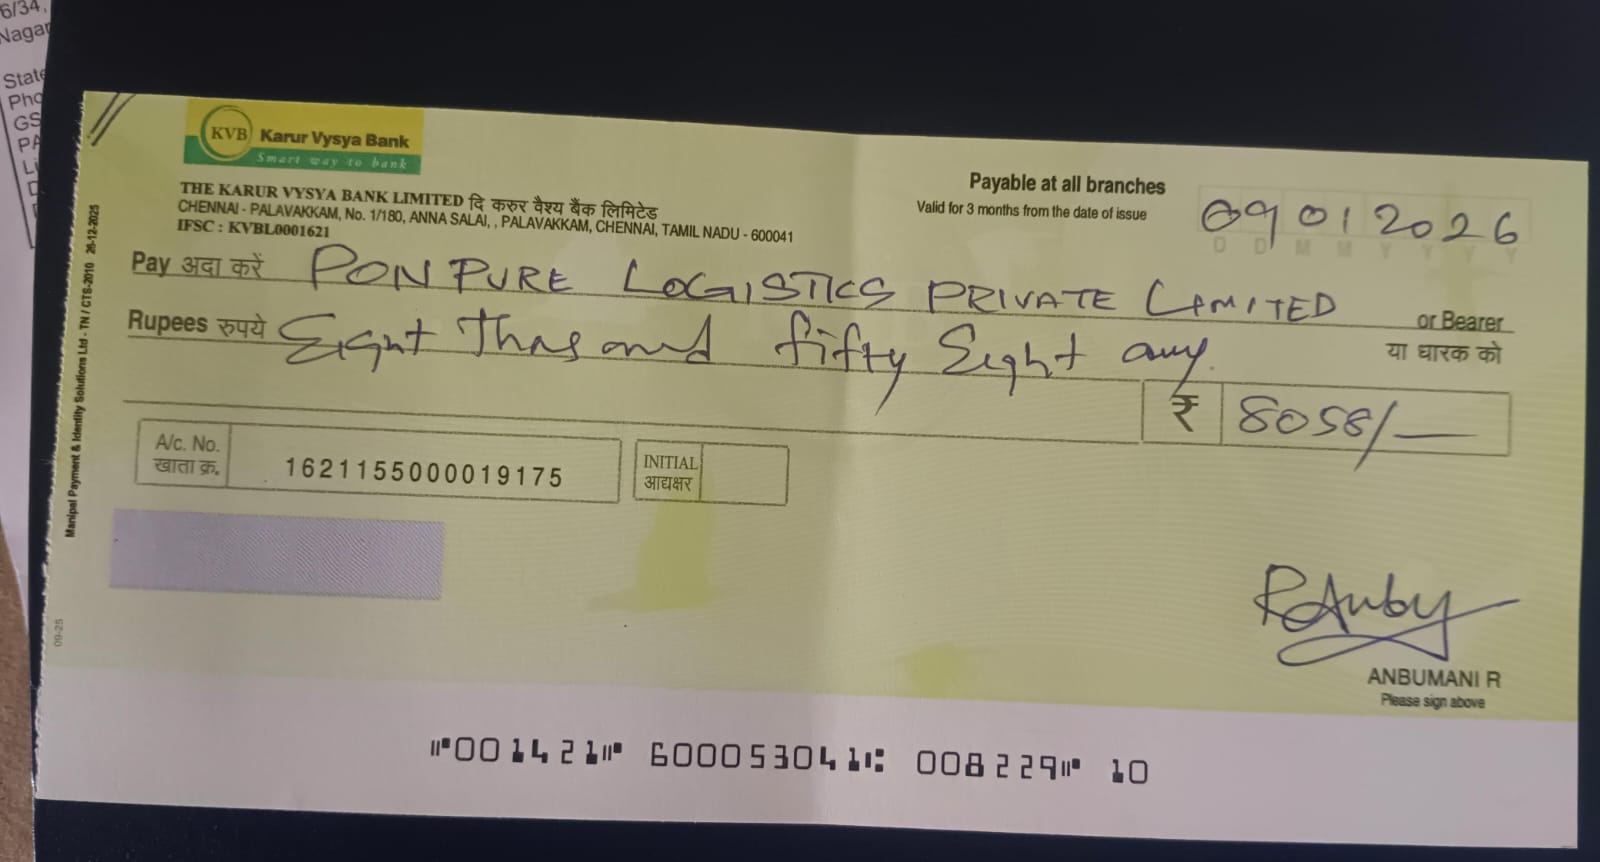 6/34,
Nagar
State
Pho
GS
PA
Li
KVB Karur Vysya Bank
Smart way to bank
THE KARUR VYSYA BANK LIMITED दि करुर वैश्य बैंक लिमिटेड
CHENNAI - PALAVAKKAM, No. 1/180, ANNA SALAI, , PALAVAKKAM, CHENNAI, TAMIL NADU - 600041
IFSC : KVBL0001621
Payable at all branches
Valid for 3 months from the date of issue
09012026
D D M M Y Y Y Y
Pay अदा करें PON PURE LOGISTICS PRIVATE LIMITED or Bearer
या धारक को
Rupees रुपये Eight Thousand fifty Eight only
₹ 8058/—
A/c. No.
खाता क्र.
1621155000019175
INITIAL
आद्यक्षर
ANBUMANI R
Please sign above
Manipal Payment & Identity Solutions Ltd - TN / CTS-2010 26-12-2025
09-25
⑈001421⑈ 600053041⑆ 008229⑈ 10